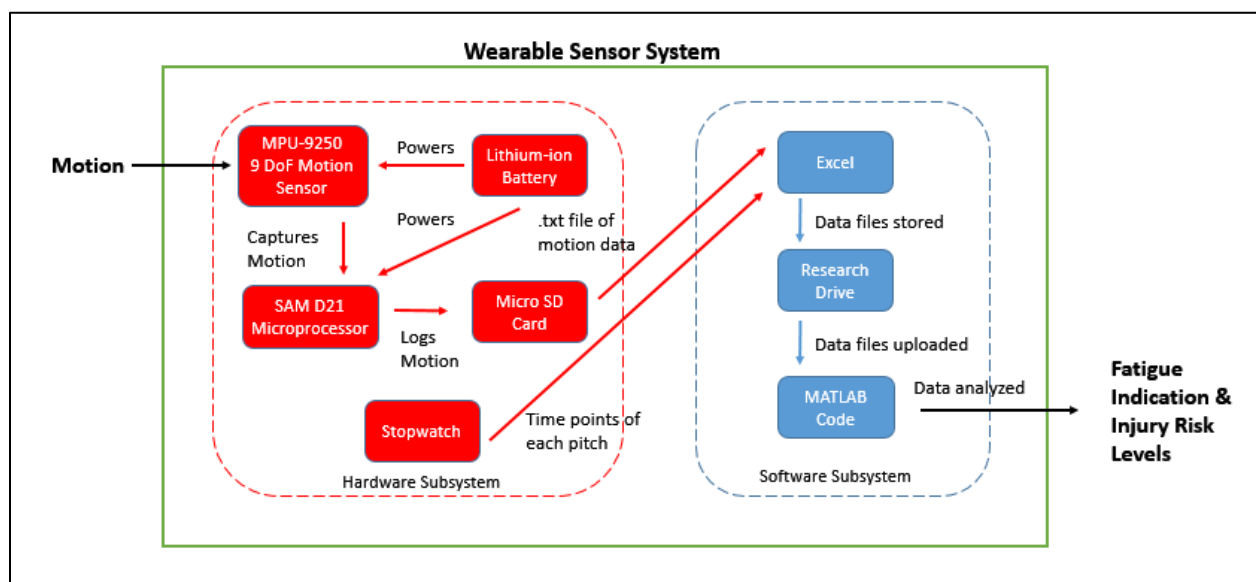 Wearable Sensor System
Motion
MPU-9250
9 DoF Motion
Sensor
Powers
Lithium-ion
Battery
Captures
Motion
Powers
.txt file of
motion data
SAM D21
Microprocessor
Logs
Motion
Micro SD
Card
Stopwatch
Time points of
each pitch
Hardware Subsystem
Excel
Data files stored
Research
Drive
Data files uploaded
MATLAB
Code
Data analyzed
Software Subsystem
Fatigue
Indication &
Injury Risk
Levels